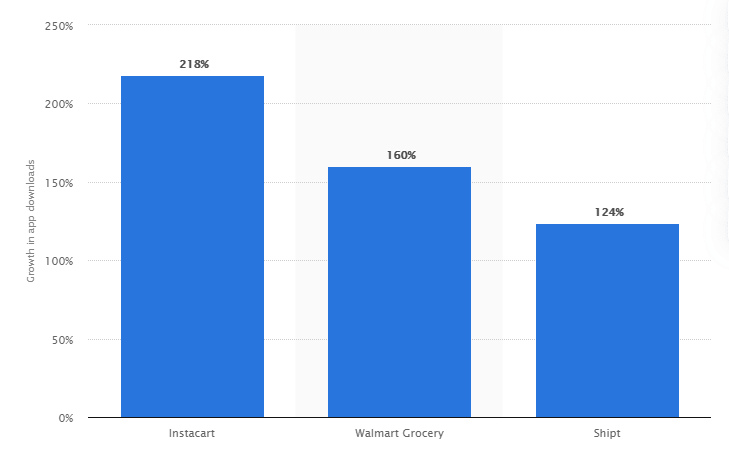 250%
218%
200%
160%
150%
124%
100%
50%
0%
Growth in app downloads
Instacart
Walmart Grocery
Shipt